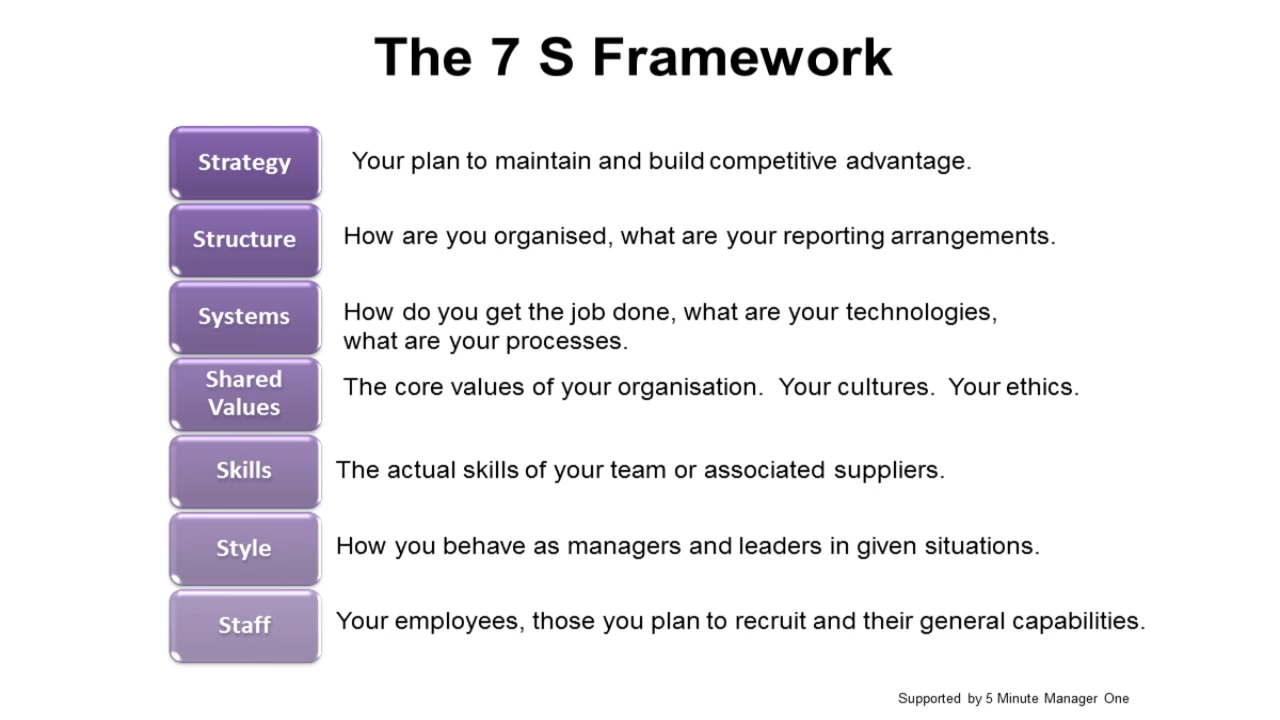 The 7 S Framework
Strategy
Your plan to maintain and build competitive advantage.
Structure
How are you organised, what are your reporting arrangements.
Systems
How do you get the job done, what are your technologies,
what are your processes.
Shared
Values
The core values of your organisation. Your cultures. Your ethics.
Skills
The actual skills of your team or associated suppliers.
Style
How you behave as managers and leaders in given situations.
Staff
Your employees, those you plan to recruit and their general capabilities.
Supported by 5 Minute Manager One